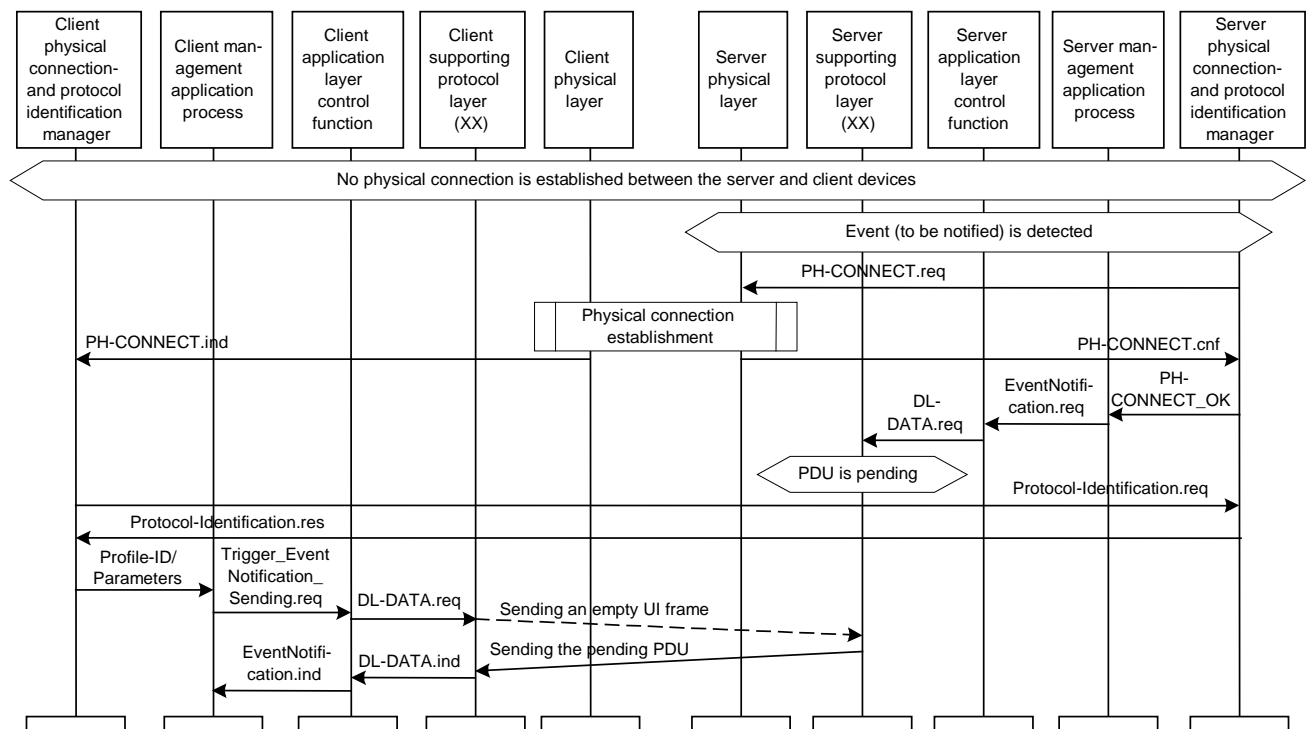 Client
physical
connection-
and protocol
identification
manager
Client man-
agement
application
process
Client
application
layer
control
function
Client
supporting
protocol
layer
(XX)
Client
physical
layer
Server
physical
layer
Server
supporting
protocol
layer
(XX)
Server
application
layer
control
function
Server man-
agement
application
process
Server
physical
connection-
and protocol
identification
manager
No physical connection is established between the server and client devices
Event (to be notified) is detected
PH-CONNECT.req
Physical connection
establishment
PH-CONNECT.ind
PH-CONNECT.cnf
PH-
CONNECT_OK
EventNotifi-
cation.req
DL-
DATA.req
PDU is pending
Protocol-Identification.req
Protocol-Identification.res
Profile-ID/
Parameters
Trigger_Event
Notification_
Sending.req
DL-DATA.req
Sending an empty UI frame
Sending the pending PDU
DL-DATA.ind
EventNotifi-
cation.ind